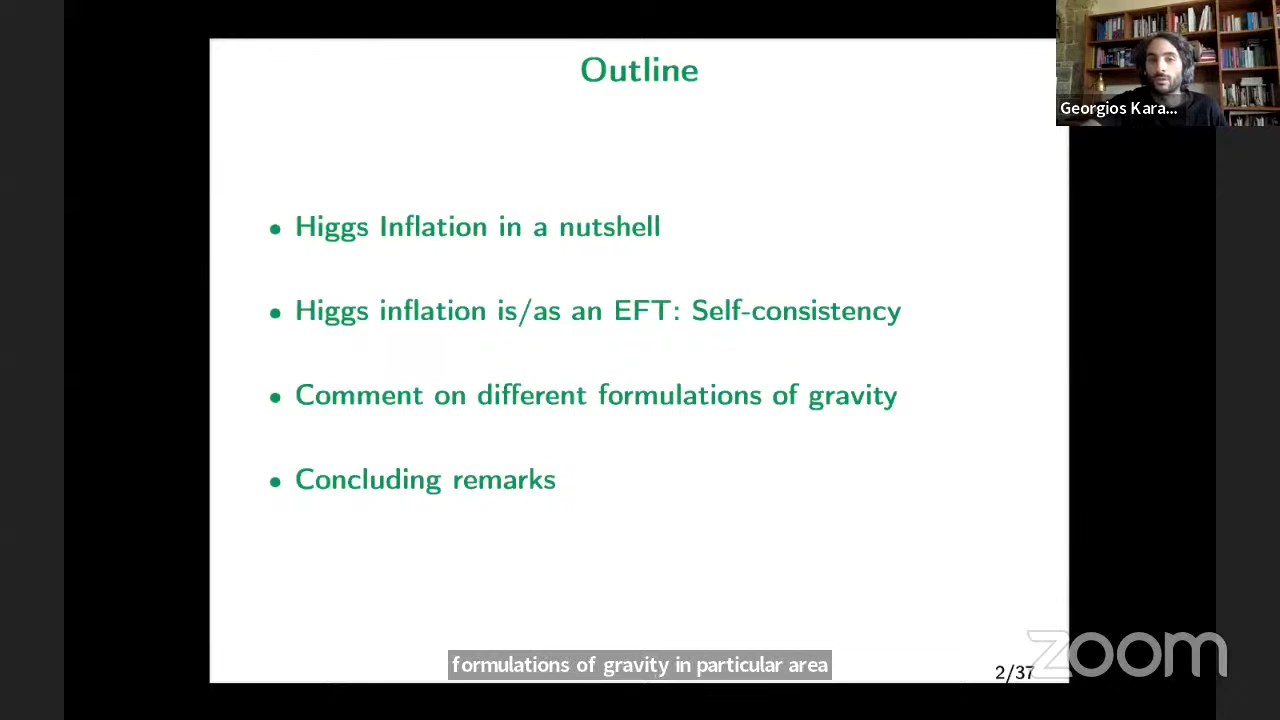 Outline
Georgios Kara...
• Higgs Inflation in a nutshell
• Higgs inflation is/as an EFT: Self-consistency
• Comment on different formulations of gravity
• Concluding remarks
formulations of gravity in particular area
2/37
zoom